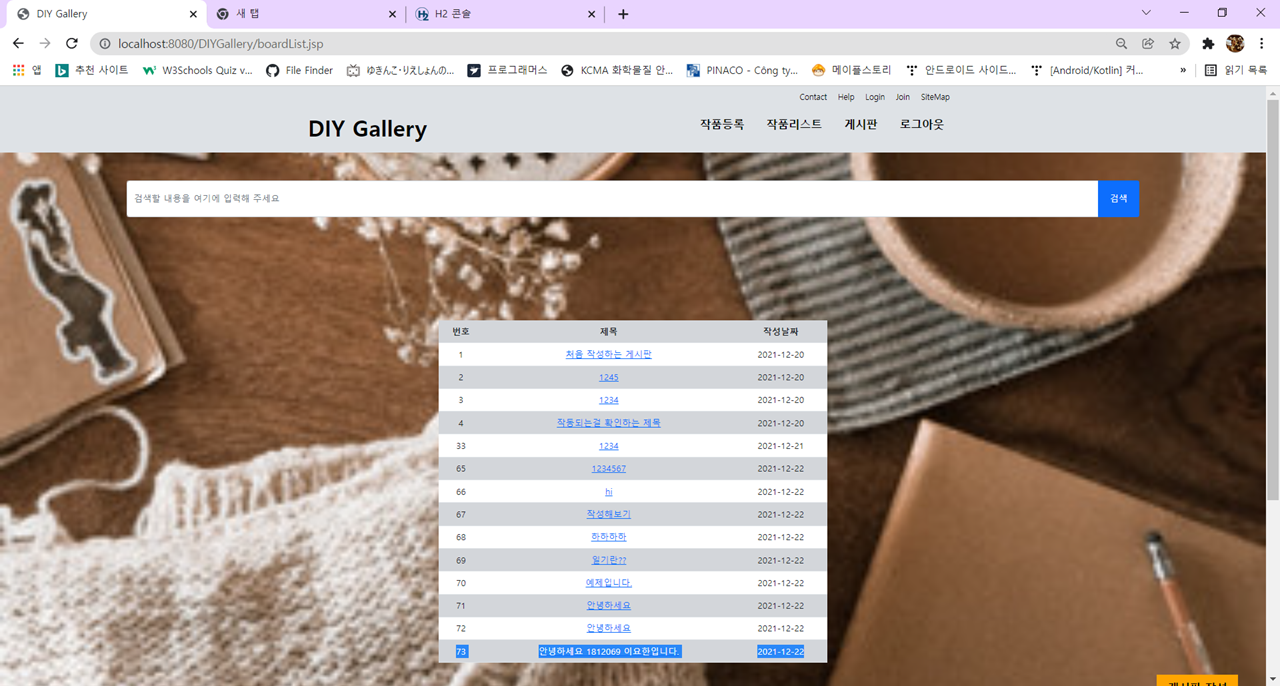 DIY Gallery 새 탭 H2 콘솔
localhost:8080/DIYGallery/boardList.jsp
앱 추천 사이트 W3Schools Quiz v... File Finder ゆきんこ・りえしょんの... 프로그래머스 KCMA 화학물질 안... PINACO - Công ty... 메이플스토리 안드로이드 사이드... [Android/Kotlin] 커... » 읽기 목록
Contact Help Login Join SiteMap
DIY Gallery 작품등록 작품리스트 게시판 로그아웃
검색할 내용을 여기에 입력해 주세요 검색
번호 제목 작성날짜
1 처음 작성하는 게시판 2021-12-20
2 1245 2021-12-20
3 1234 2021-12-20
4 작동되는걸 확인하는 제목 2021-12-20
33 1234 2021-12-21
65 1234567 2021-12-22
66 hi 2021-12-22
67 작성해보기 2021-12-22
68 하하하하 2021-12-22
69 일기란?? 2021-12-22
70 예제입니다. 2021-12-22
71 안녕하세요 2021-12-22
72 안녕하세요 2021-12-22
73 안녕하세요 1812069 이요한입니다. 2021-12-22
게시판 작성